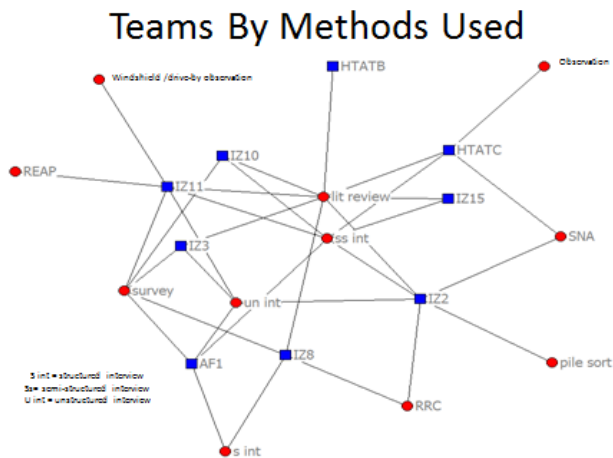 Teams By Methods Used
Windshield /drive-by observation
HTATB
Observation
IZ10
HTATC
REAP
IZ11
lit review
IZ15
ss int
SNA
IZ3
survey
un int
IZ2
AF1
IZ8
pile sort
RRC
s int
S int = structured interview
Ss= semi-structured interview
U int = unstructured interview